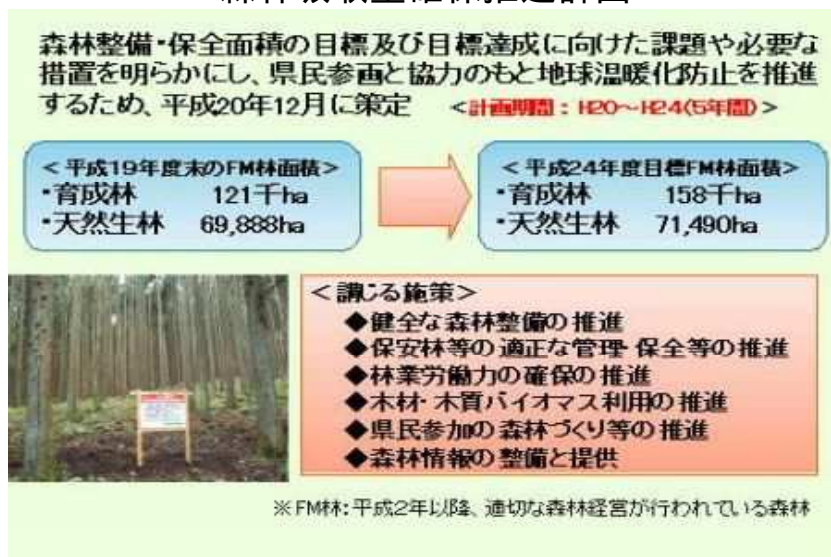 森林整備・保全面積の目標及び目標達成に向けた課題や必要な
措置を明らかにし、県民参画と協力のもと地球温暖化防止を推進
するため、平成20年12月に策定 <計画期間：H20～H24(5年間)>
<平成19年度末のFM林面積>
・育成林 121千ha
・天然生林 69,888ha
<平成24年度目標FM林面積>
・育成林 158千ha
・天然生林 71,490ha
<講じる施策>
◆健全な森林整備の推進
◆保安林等の適正な管理・保全等の推進
◆林業労働力の確保の推進
◆木材・木質バイオマス利用の推進
◆県民参加の森林づくり等の推進
◆森林情報の整備と提供
※FM林:平成2年以降、適切な森林経営が行われている森林